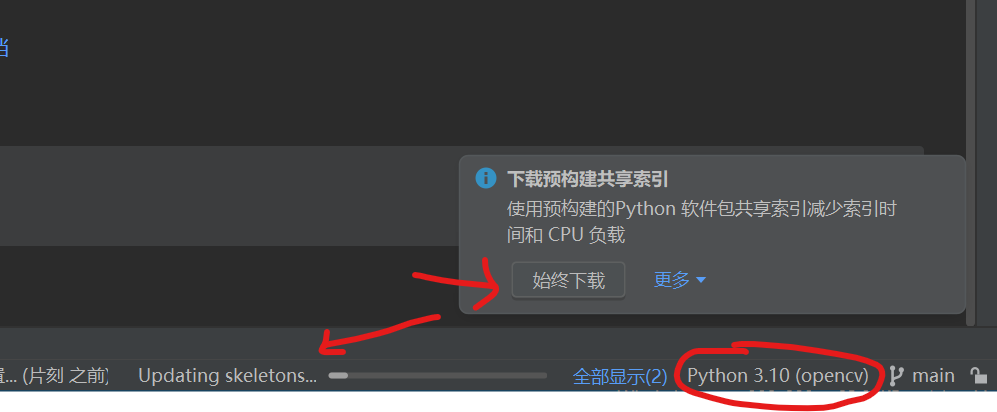 档
下载预构建共享索引
使用预构建的Python 软件包共享索引减少索引时
间和 CPU 负载
始终下载 更多
置... (片刻 之前) Updating skeletons... 全部显示(2) Python 3.10 (opencv) main